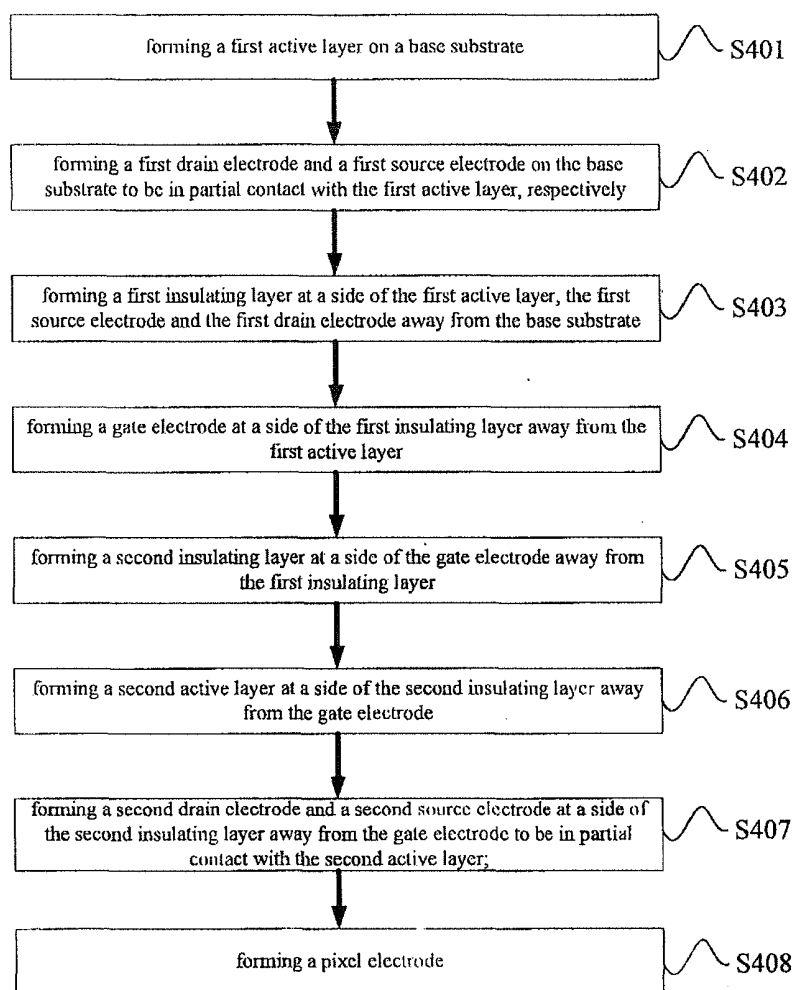 forming a first active layer on a base substrate
S401
forming a first drain electrode and a first source electrode on the base
substrate to be in partial contact with the first active layer, respectively
S402
forming a first insulating layer at a side of the first active layer, the first
source electrode and the first drain electrode away from the base substrate
S403
forming a gate electrode at a side of the first insulating layer away from the
first active layer
S404
forming a second insulating layer at a side of the gate electrode away from
the first insulating layer
S405
forming a second active layer at a side of the second insulating layer away
from the gate electrode
S406
forming a second drain electrode and a second source electrode at a side of
the second insulating layer away from the gate electrode to be in partial
contact with the second active layer;
S407
forming a pixel electrode
S408